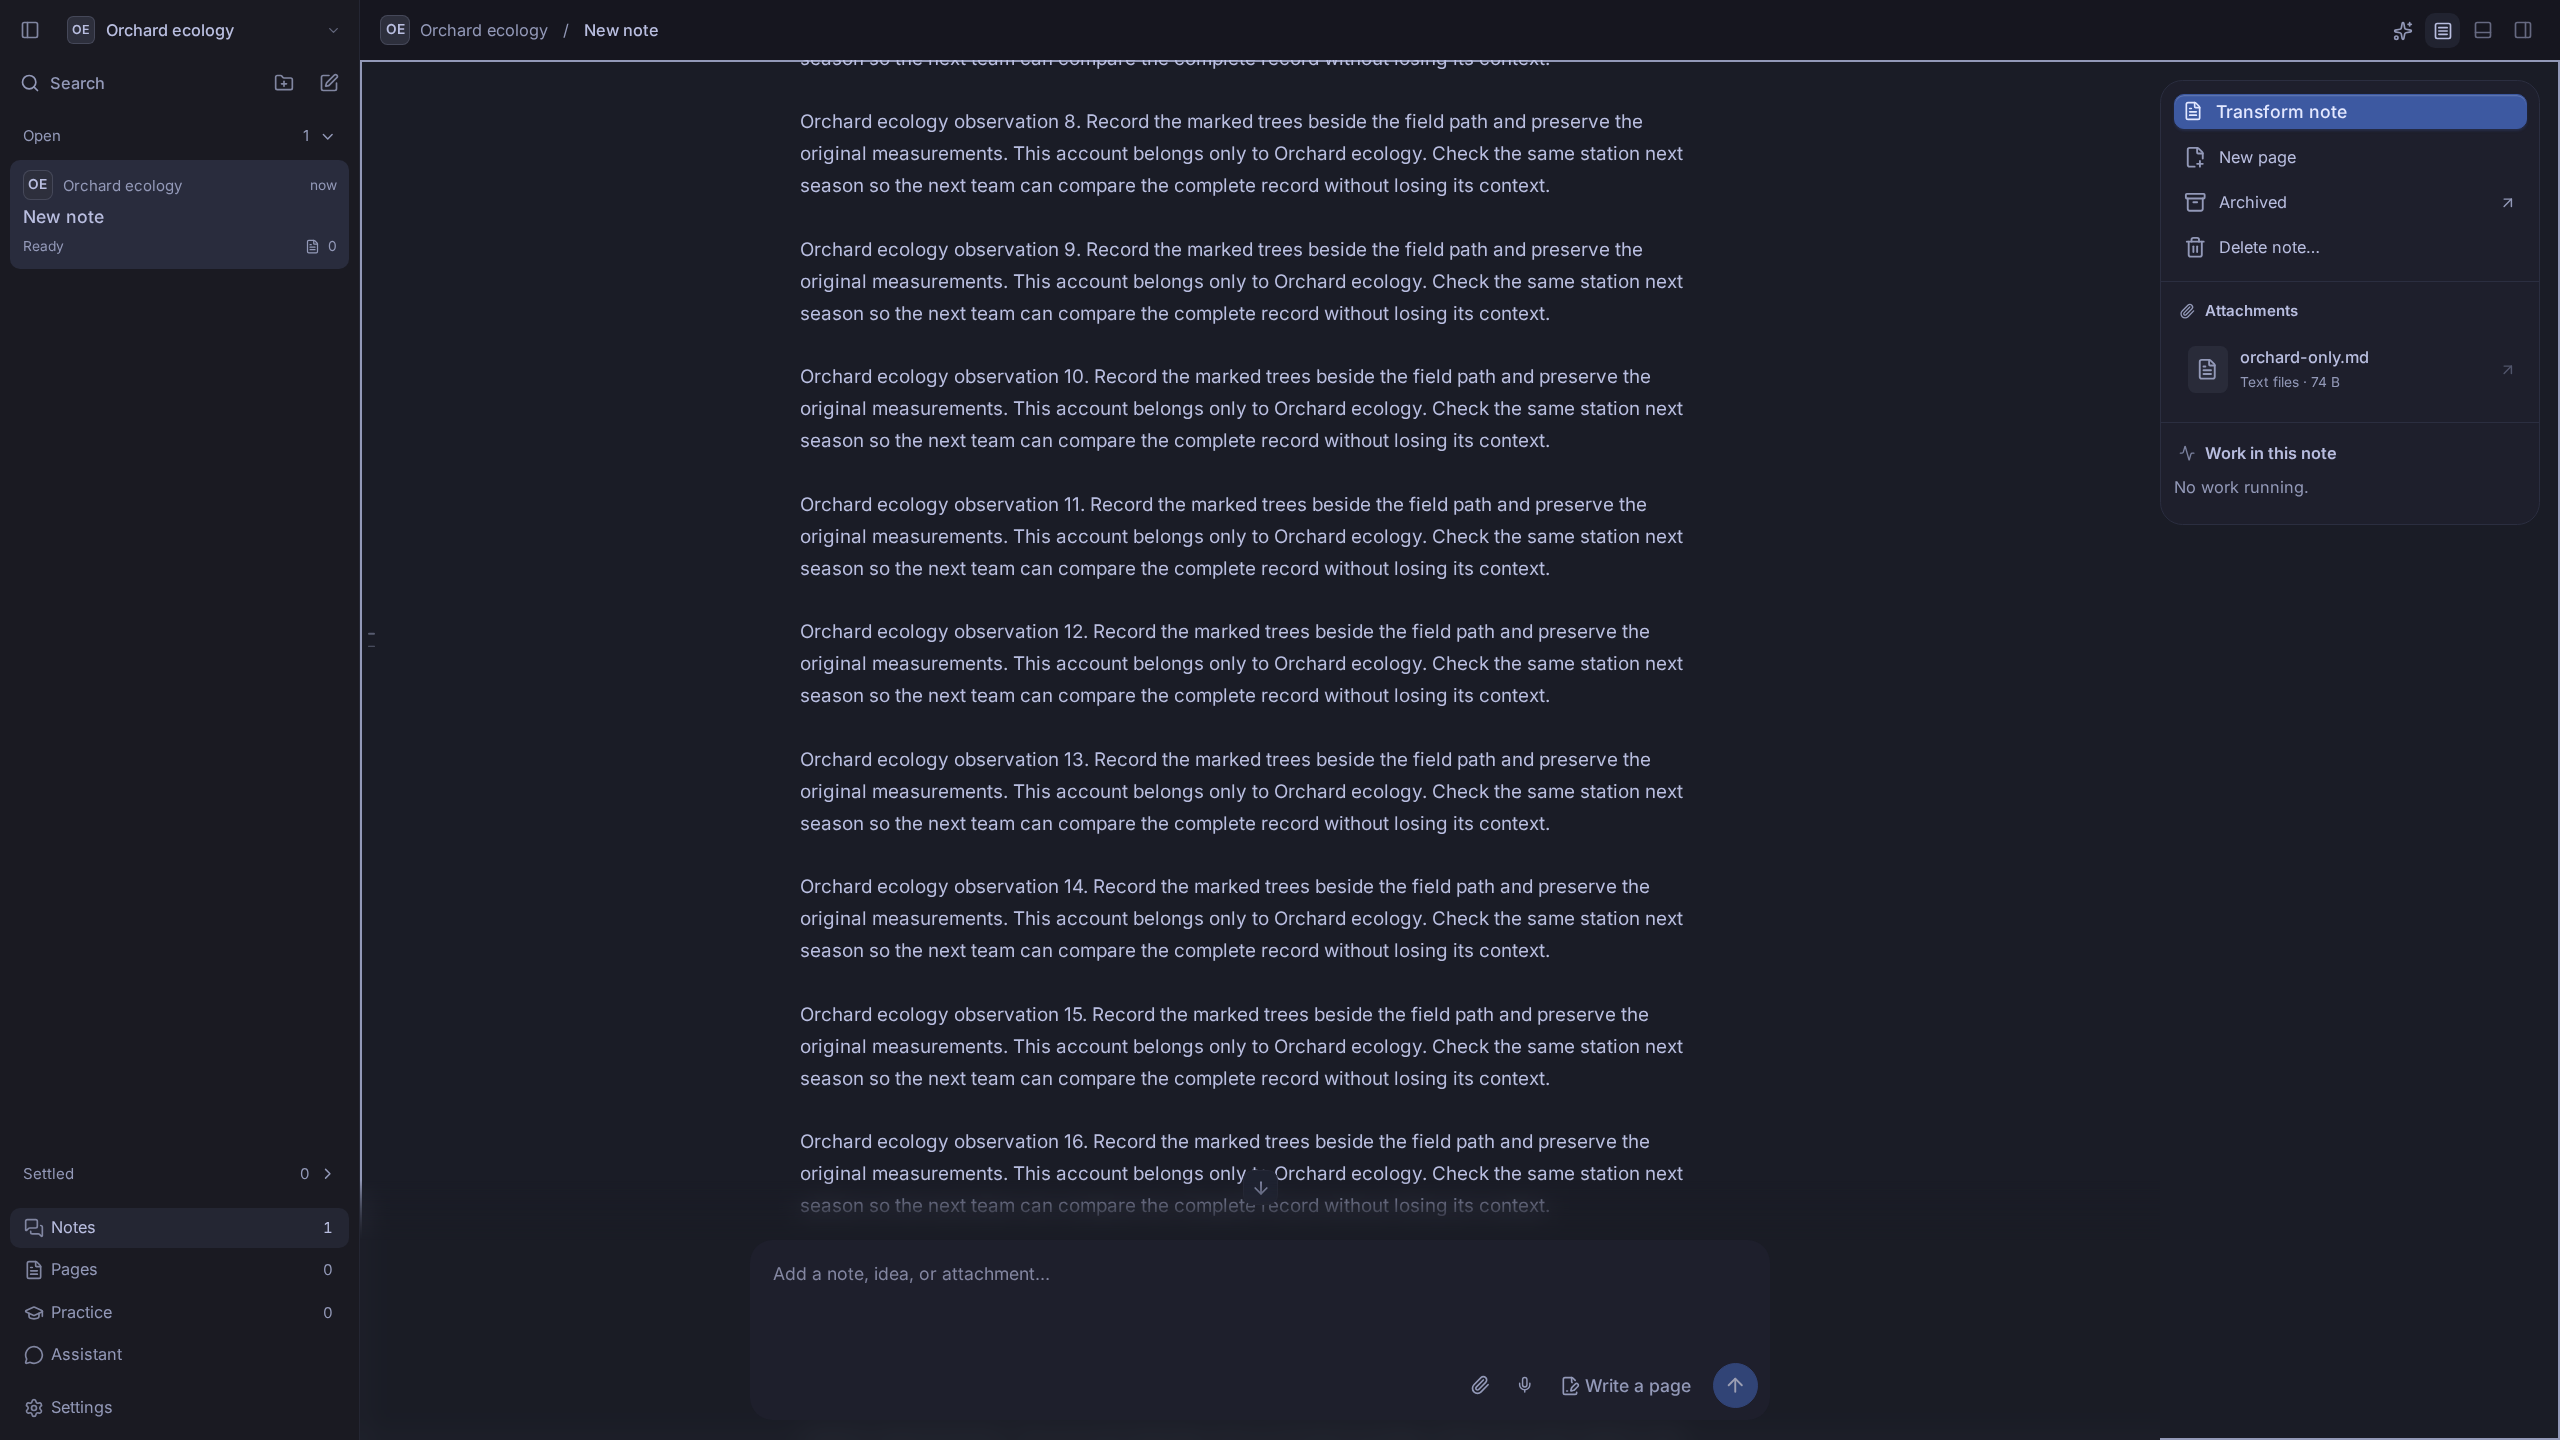 OE Orchard ecology
Search
Open 1
OE Orchard ecology now
New note
Ready 0
Settled 0
Notes 1
Pages 0
Practice 0
Assistant
Settings
OE Orchard ecology / New note
season so the next team can compare the complete record without losing its context.
Orchard ecology observation 8. Record the marked trees beside the field path and preserve the
original measurements. This account belongs only to Orchard ecology. Check the same station next
season so the next team can compare the complete record without losing its context.
Orchard ecology observation 9. Record the marked trees beside the field path and preserve the
original measurements. This account belongs only to Orchard ecology. Check the same station next
season so the next team can compare the complete record without losing its context.
Orchard ecology observation 10. Record the marked trees beside the field path and preserve the
original measurements. This account belongs only to Orchard ecology. Check the same station next
season so the next team can compare the complete record without losing its context.
Orchard ecology observation 11. Record the marked trees beside the field path and preserve the
original measurements. This account belongs only to Orchard ecology. Check the same station next
season so the next team can compare the complete record without losing its context.
Orchard ecology observation 12. Record the marked trees beside the field path and preserve the
original measurements. This account belongs only to Orchard ecology. Check the same station next
season so the next team can compare the complete record without losing its context.
Orchard ecology observation 13. Record the marked trees beside the field path and preserve the
original measurements. This account belongs only to Orchard ecology. Check the same station next
season so the next team can compare the complete record without losing its context.
Orchard ecology observation 14. Record the marked trees beside the field path and preserve the
original measurements. This account belongs only to Orchard ecology. Check the same station next
season so the next team can compare the complete record without losing its context.
Orchard ecology observation 15. Record the marked trees beside the field path and preserve the
original measurements. This account belongs only to Orchard ecology. Check the same station next
season so the next team can compare the complete record without losing its context.
Orchard ecology observation 16. Record the marked trees beside the field path and preserve the
original measurements. This account belongs only to Orchard ecology. Check the same station next
season so the next team can compare the complete record without losing its context.
Add a note, idea, or attachment...
Write a page
Transform note
New page
Archived
Delete note...
Attachments
orchard-only.md
Text files · 74 B
Work in this note
No work running.